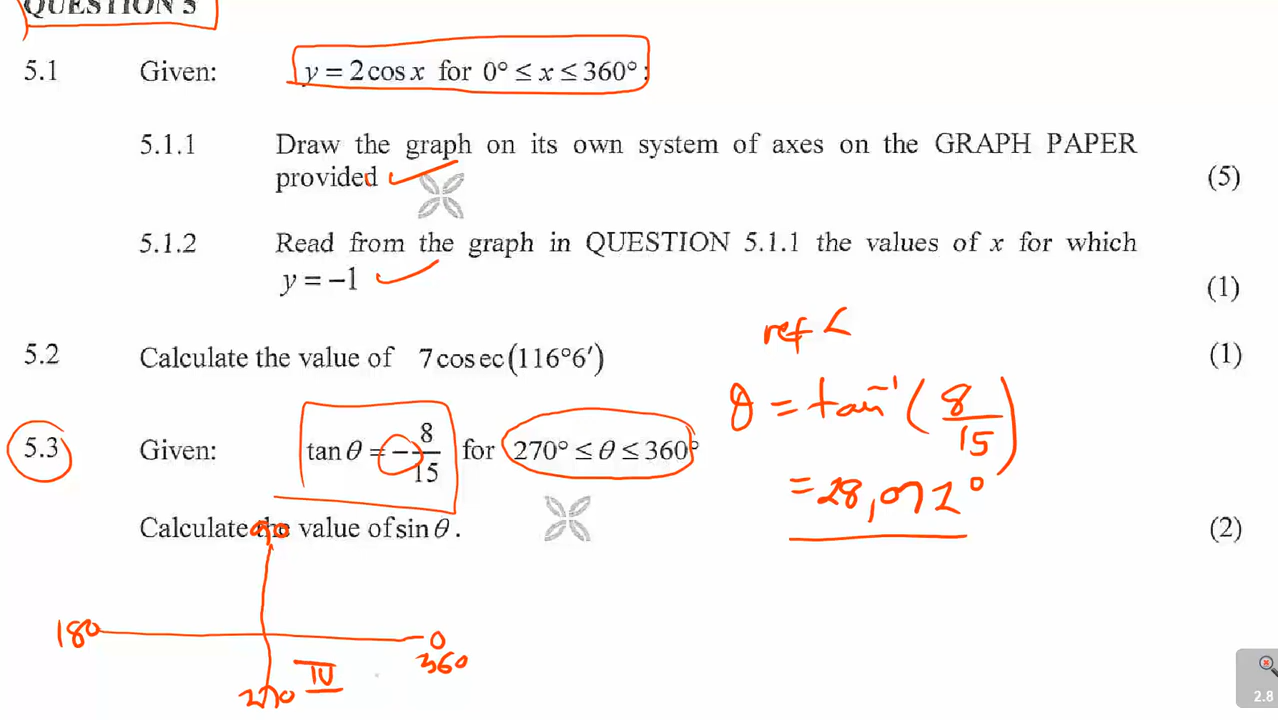 QUESTION 5
5.1 Given: y = 2 cos x for 0° ≤ x ≤ 360°:
5.1.1 Draw the graph on its own system of axes on the GRAPH PAPER
provided (5)
5.1.2 Read from the graph in QUESTION 5.1.1 the values of x for which
y = −1 (1)
ref <
5.2 Calculate the value of 7 cos ec(116°6′) (1)
θ = tan⁻¹ (8/15)
5.3 Given: tan θ = −8/15 for 270° ≤ θ ≤ 360°
= 28,072°
Calculate the value of sin θ. (2)
90
180
0
360
270
IV
2.8